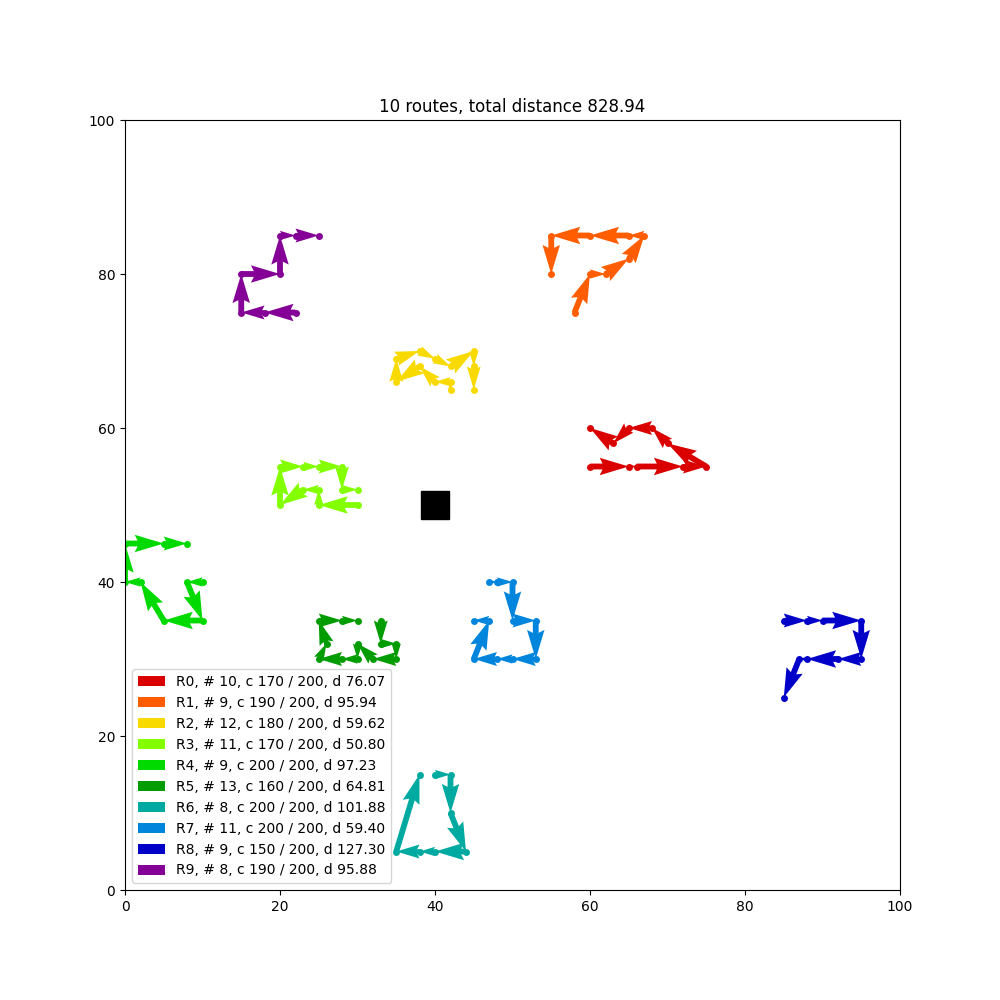 10 routes, total distance 828.94
100
80
60
40
20
0
R0, # 10, c 170 / 200, d 76.07
R1, # 9, c 190 / 200, d 95.94
R2, # 12, c 180 / 200, d 59.62
R3, # 11, c 170 / 200, d 50.80
R4, # 9, c 200 / 200, d 97.23
R5, # 13, c 160 / 200, d 64.81
R6, # 8, c 200 / 200, d 101.88
R7, # 11, c 200 / 200, d 59.40
R8, # 9, c 150 / 200, d 127.30
R9, # 8, c 190 / 200, d 95.88
0 20 40 60 80 100